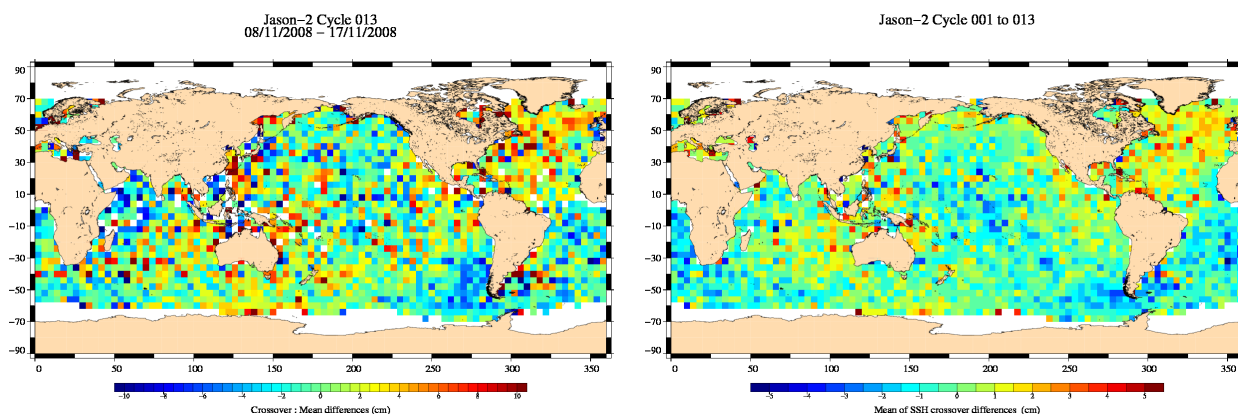 Jason-2 Cycle 013
08/11/2008 - 17/11/2008
90
70
50
30
10
-10
-30
-50
-70
-90
0 50 100 150 200 250 300 350
-10 -8 -6 -4 -2 0 2 4 6 8 10
Crossover : Mean differences (cm)
Jason-2 Cycle 001 to 013
90
70
50
30
10
-10
-30
-50
-70
-90
0 50 100 150 200 250 300 350
-5 -4 -3 -2 -1 0 1 2 3 4 5
Mean of SSH crossover differences (cm)